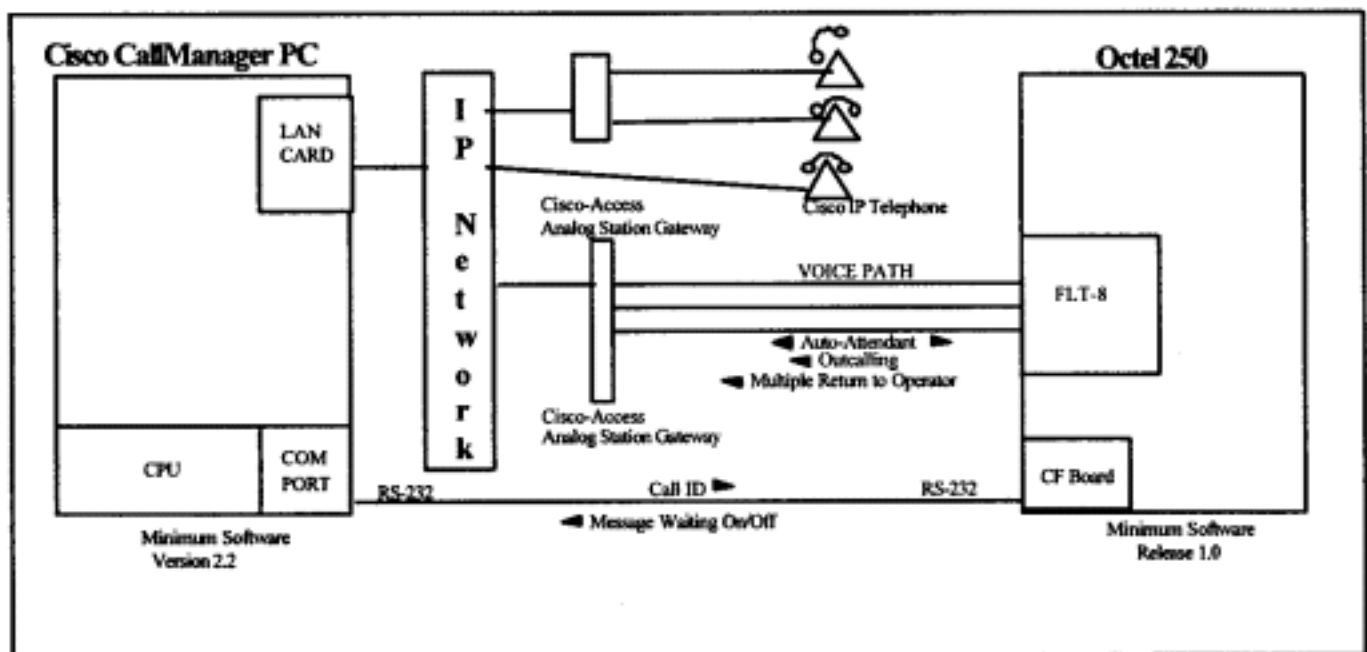 Cisco CallManager PC
Octel 250
LAN
CARD
I
P
N
e
t
w
o
r
k
Cisco-Access
Analog Station Gateway
Cisco IP Telephone
VOICE PATH
FLT-8
Auto-Attendant
Outcalling
Multiple Return to Operator
Cisco-Access
Analog Station Gateway
CPU
COM
PORT
RS-232
Call ID
RS-232
CF Board
Message Waiting On/Off
Minimum Software
Version 2.2
Minimum Software
Release 1.0